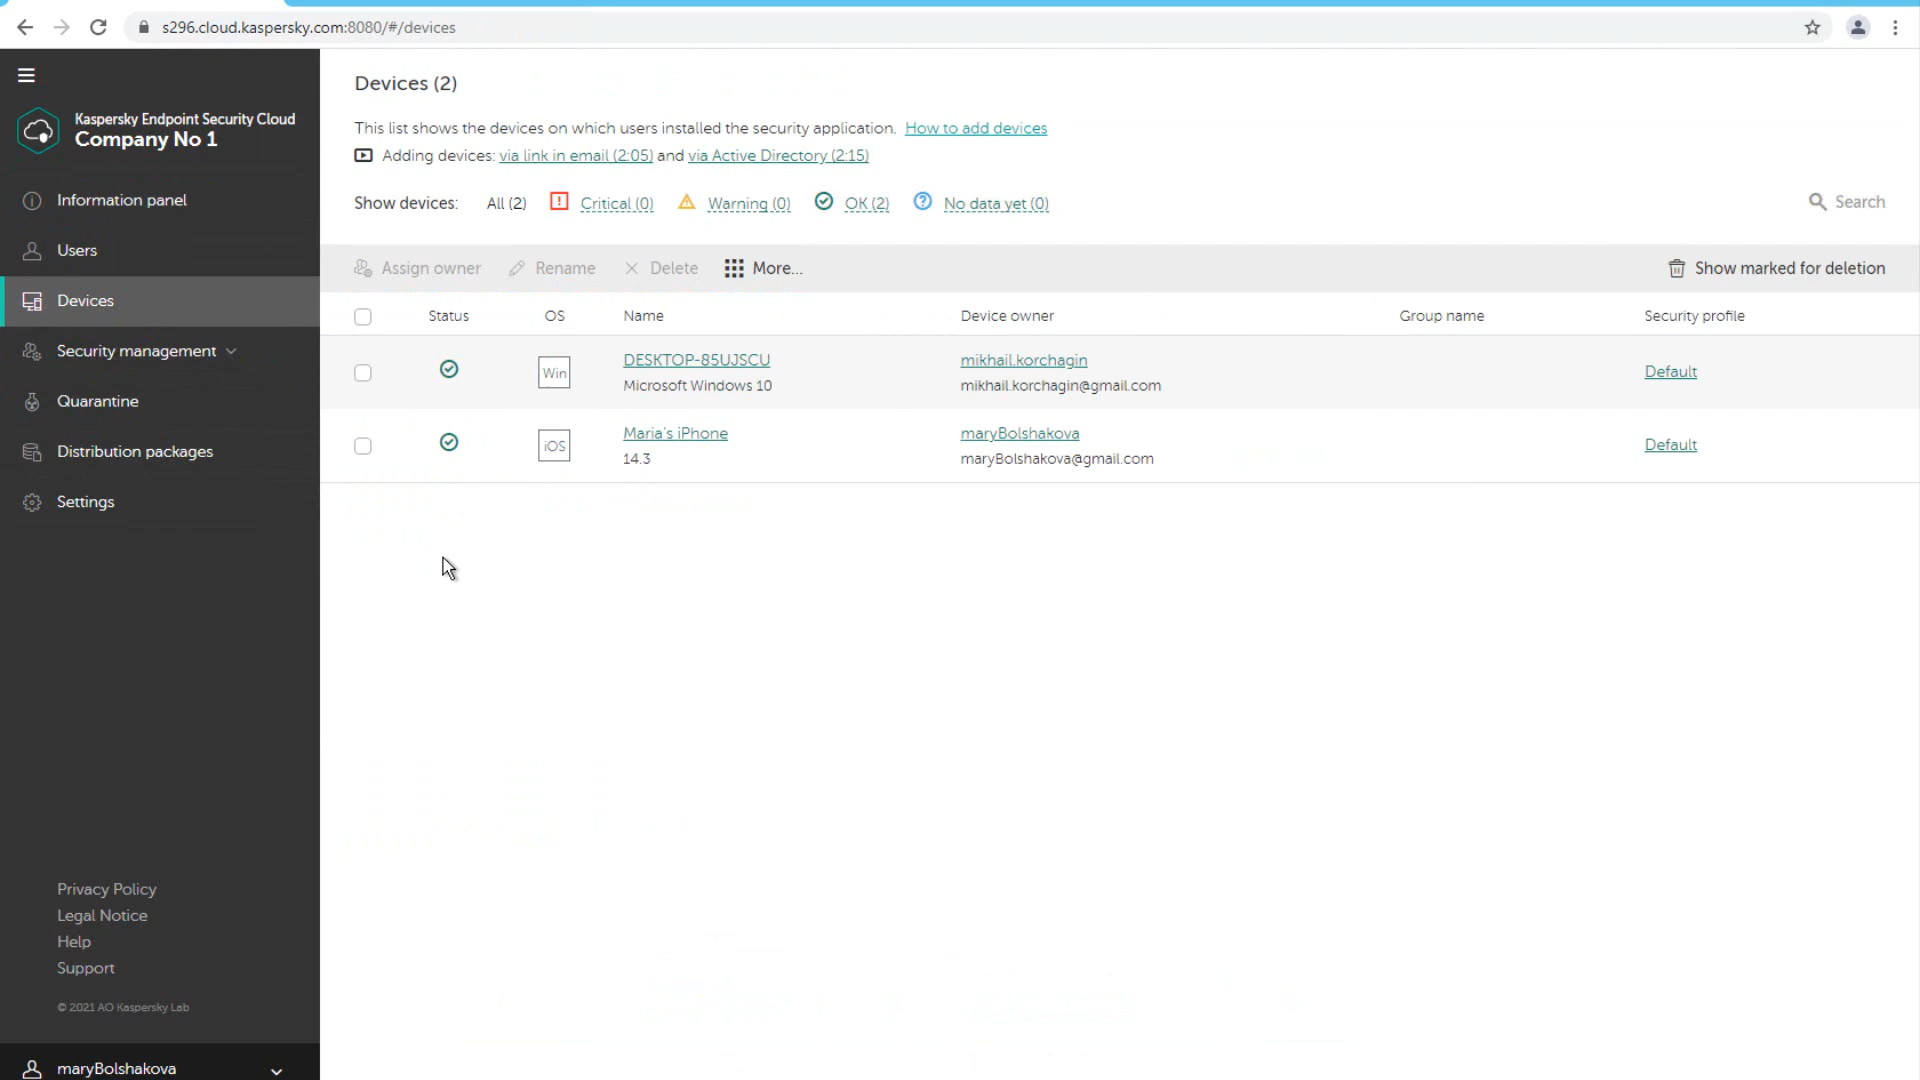 s296.cloud.kaspersky.com:8080/#/devices
Kaspersky Endpoint Security Cloud
Company No 1
Information panel
Users
Devices
Security management
Quarantine
Distribution packages
Settings
Privacy Policy
Legal Notice
Help
Support
© 2021 AO Kaspersky Lab
maryBolshakova
Devices (2)
This list shows the devices on which users installed the security application. How to add devices
Adding devices: via link in email (2:05) and via Active Directory (2:15)
Show devices: All (2) Critical (0) Warning (0) OK (2) No data yet (0) Search
Assign owner Rename Delete More... Show marked for deletion
Status OS Name Device owner Group name Security profile
Win DESKTOP-85UJSCU mikhail.korchagin Default
Microsoft Windows 10 mikhail.korchagin@gmail.com
iOS Maria's iPhone maryBolshakova Default
14.3 maryBolshakova@gmail.com